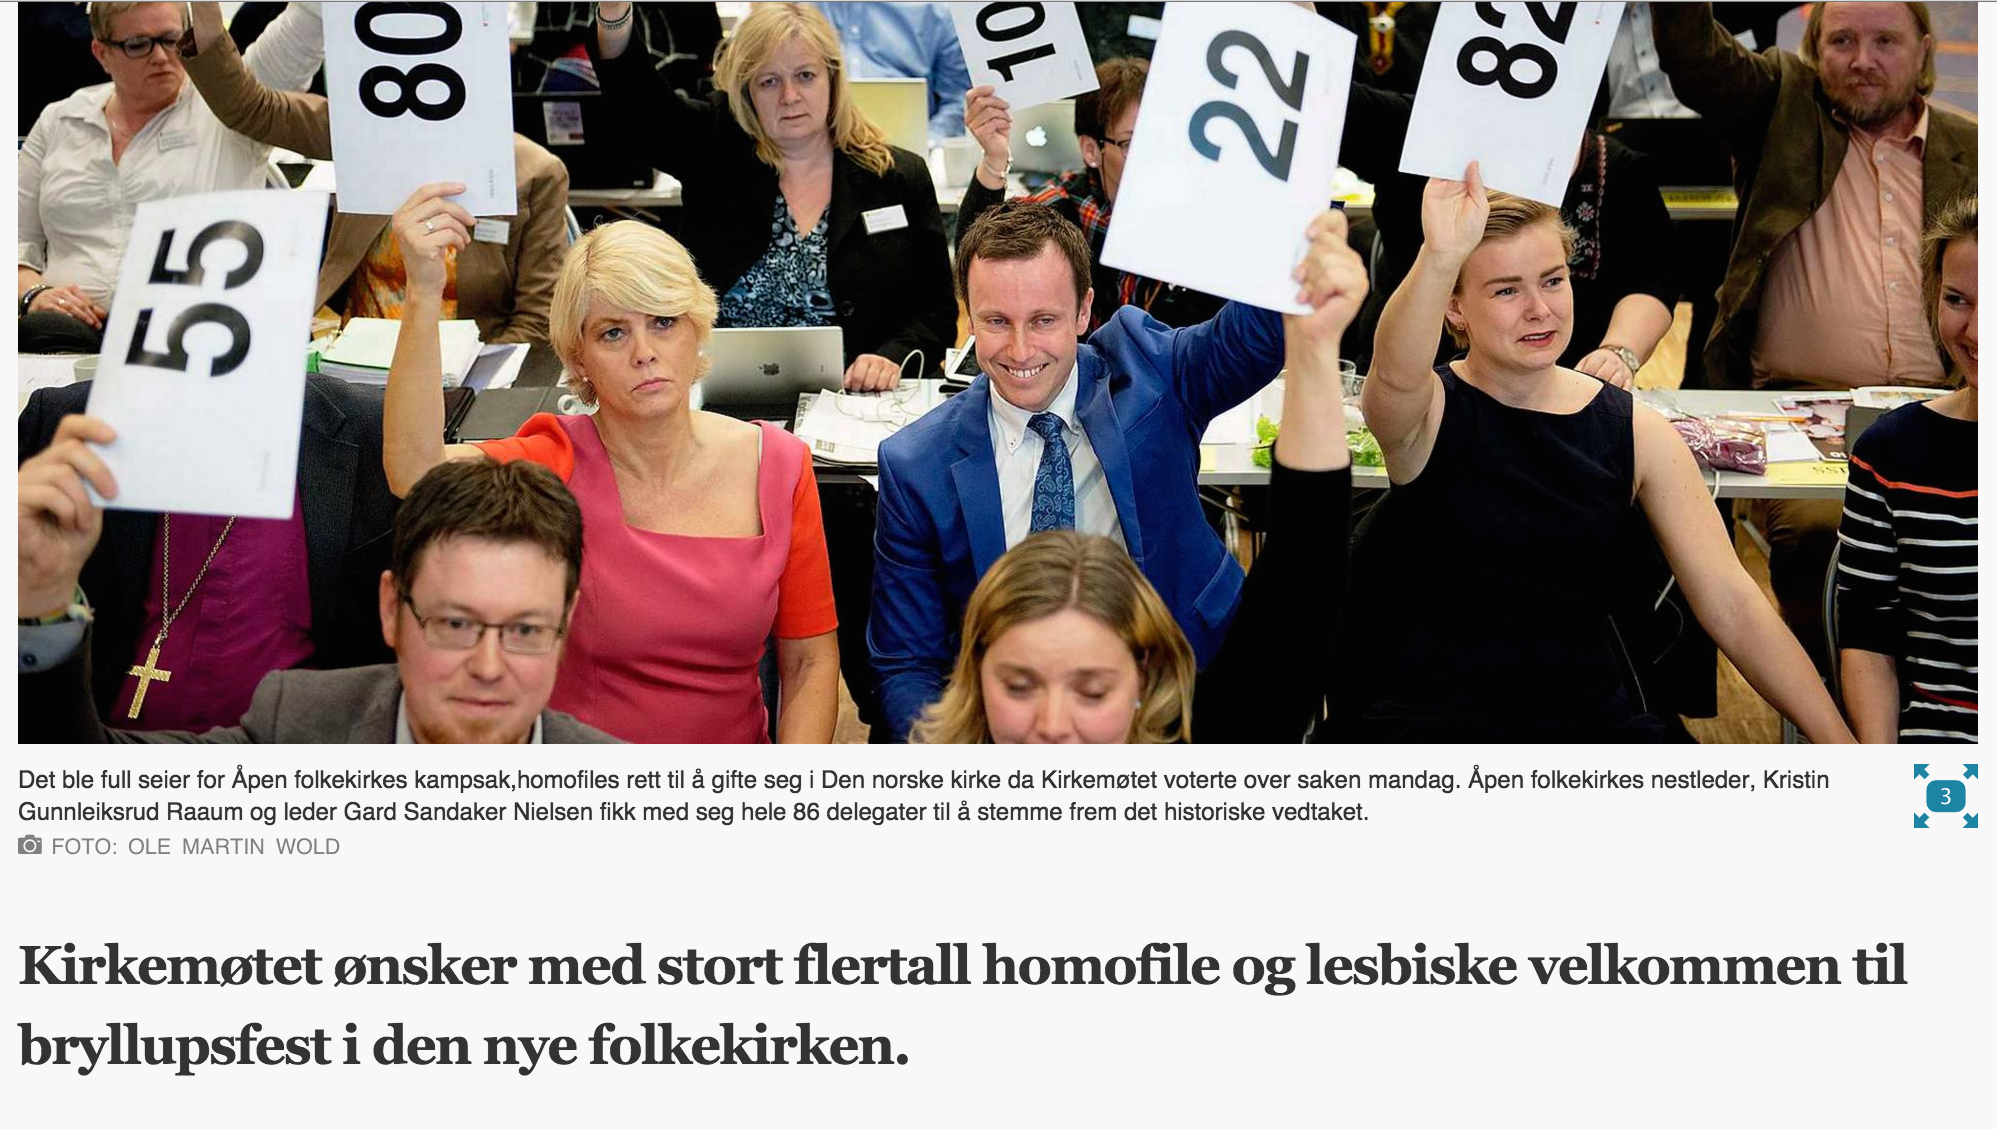 80
10
22
82
55
Det ble full seier for Åpen folkekirkes kampsak,homofiles rett til å gifte seg i Den norske kirke da Kirkemøtet voterte over saken mandag. Åpen folkekirkes nestleder, Kristin
Gunnleiksrud Raaum og leder Gard Sandaker Nielsen fikk med seg hele 86 delegater til å stemme frem det historiske vedtaket.
3
FOTO: OLE MARTIN WOLD
Kirkemøtet ønsker med stort flertall homofile og lesbiske velkommen til
bryllupsfest i den nye folkekirken.